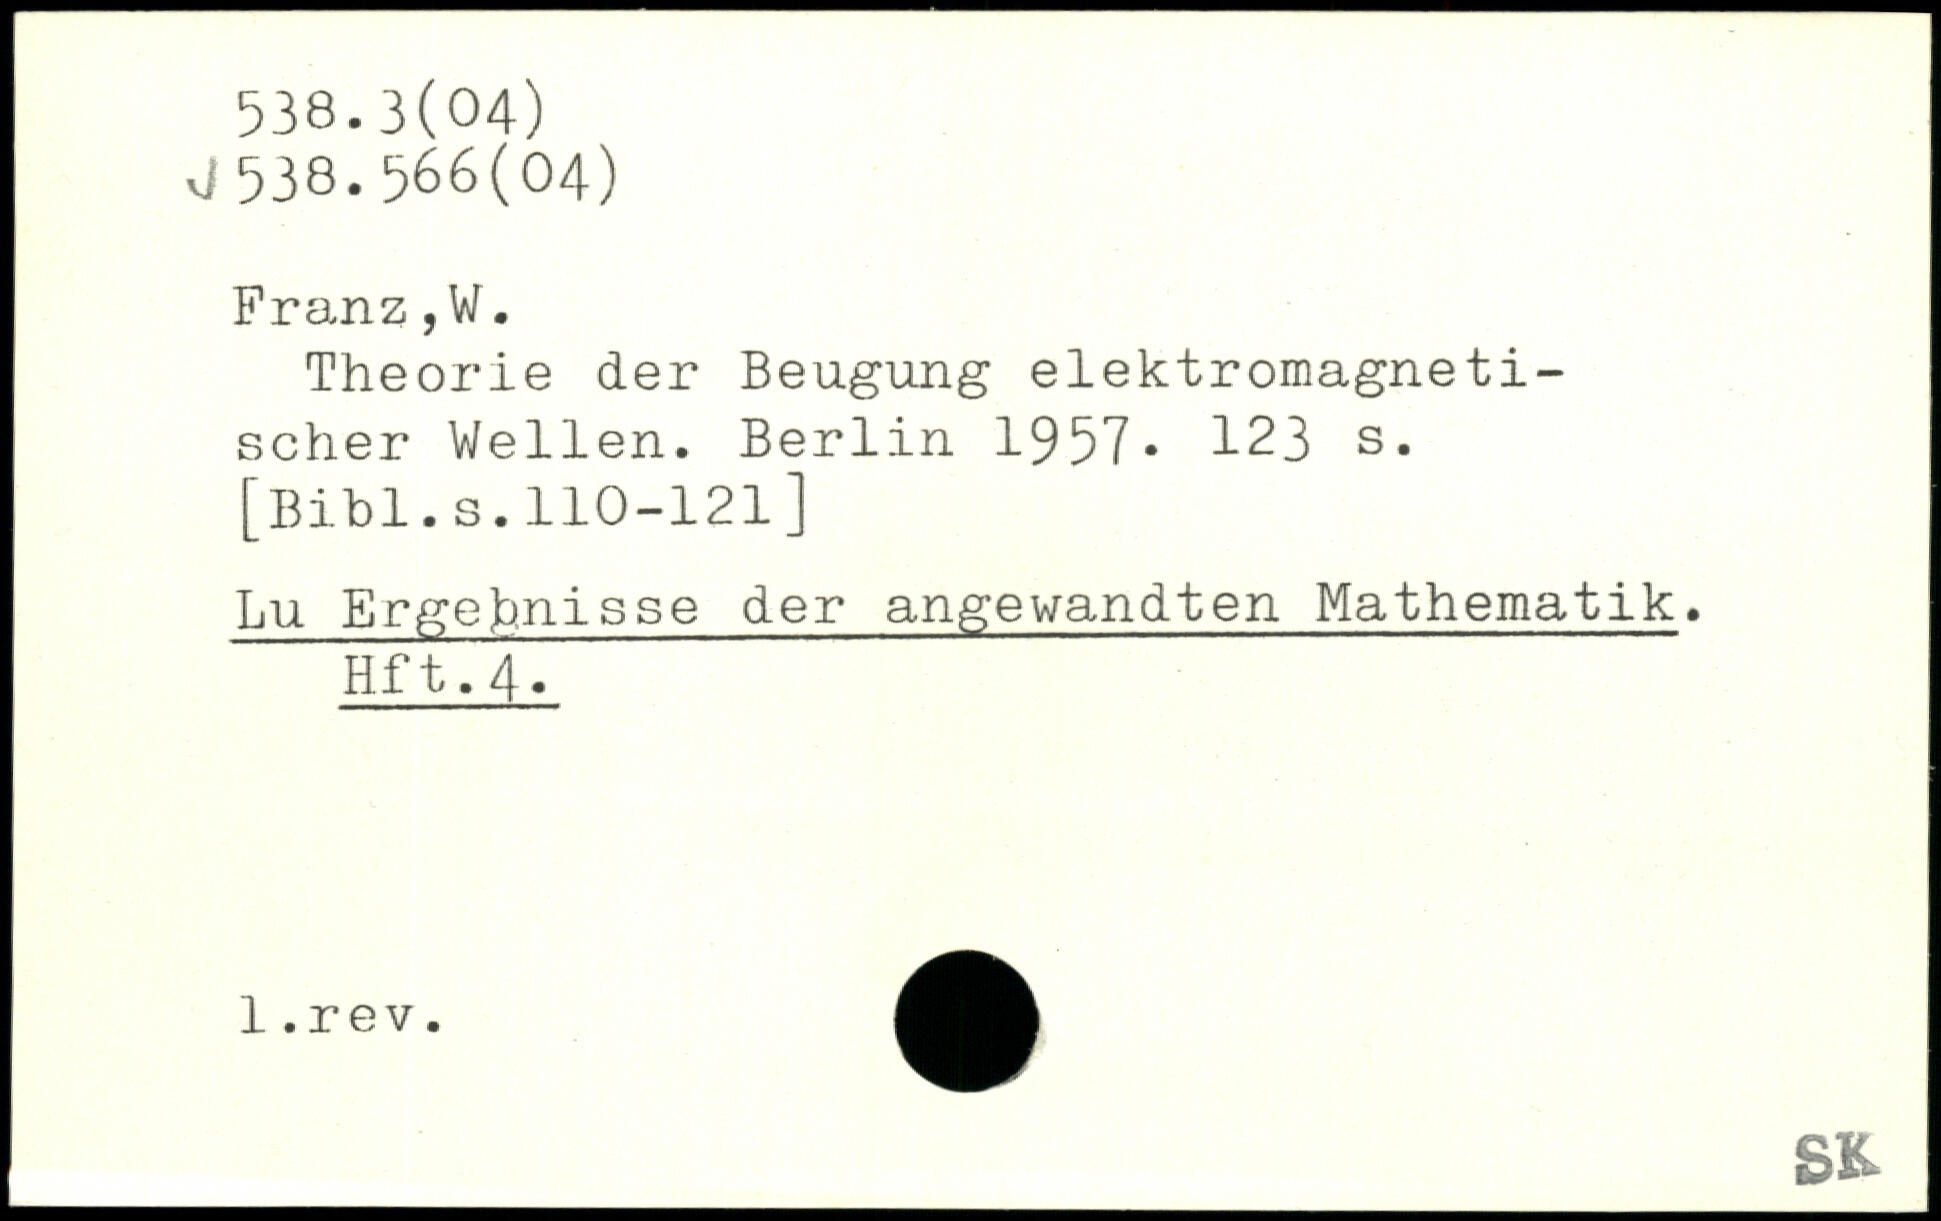 538.3(04)
538.566(04)
Franz,W.
Theorie der Beugung elektromagneti-
scher Wellen. Berlin 1957. 123 s.
[Bibl.s.110-121]
Lu Ergebnisse der angewandten Mathematik.
Hft.4.
1.rev.
SK